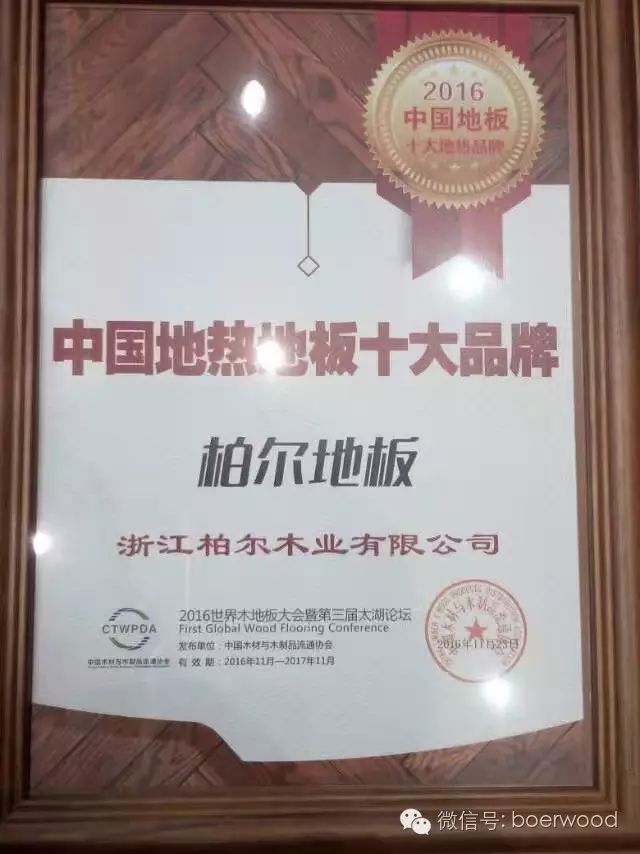 2016
中国地板
十大地热品牌
中国地热地板十大品牌
柏尔地板
浙江柏尔木业有限公司
CTWPDA
中国木材与木制品流通协会
2016世界木地板大会暨第三届太湖论坛
First Global Wood Flooring Conference
发布单位：中国木材与木制品流通协会
有 效 期：2016年11月—2017年11月
2016年11月23日
微信号: boerwood